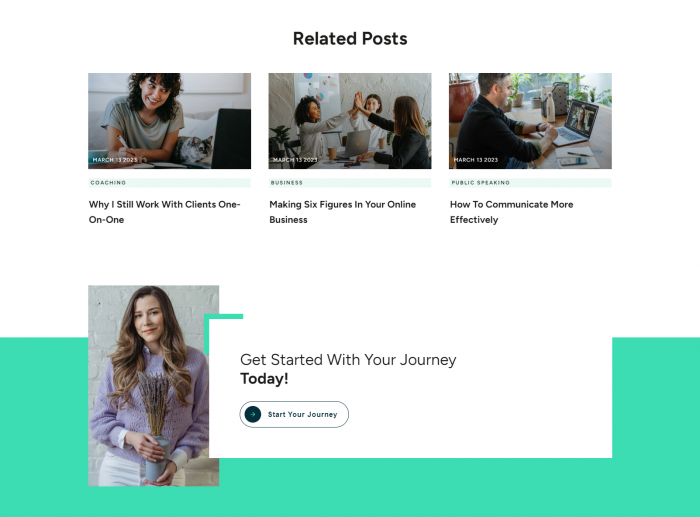 Related Posts
MARCH 13 2023
MARCH 13 2023
MARCH 13 2023
COACHING
BUSINESS
PUBLIC SPEAKING
Why I Still Work With Clients One-
On-One
Making Six Figures In Your Online
Business
How To Communicate More
Effectively
Get Started With Your Journey
Today!
Start Your Journey